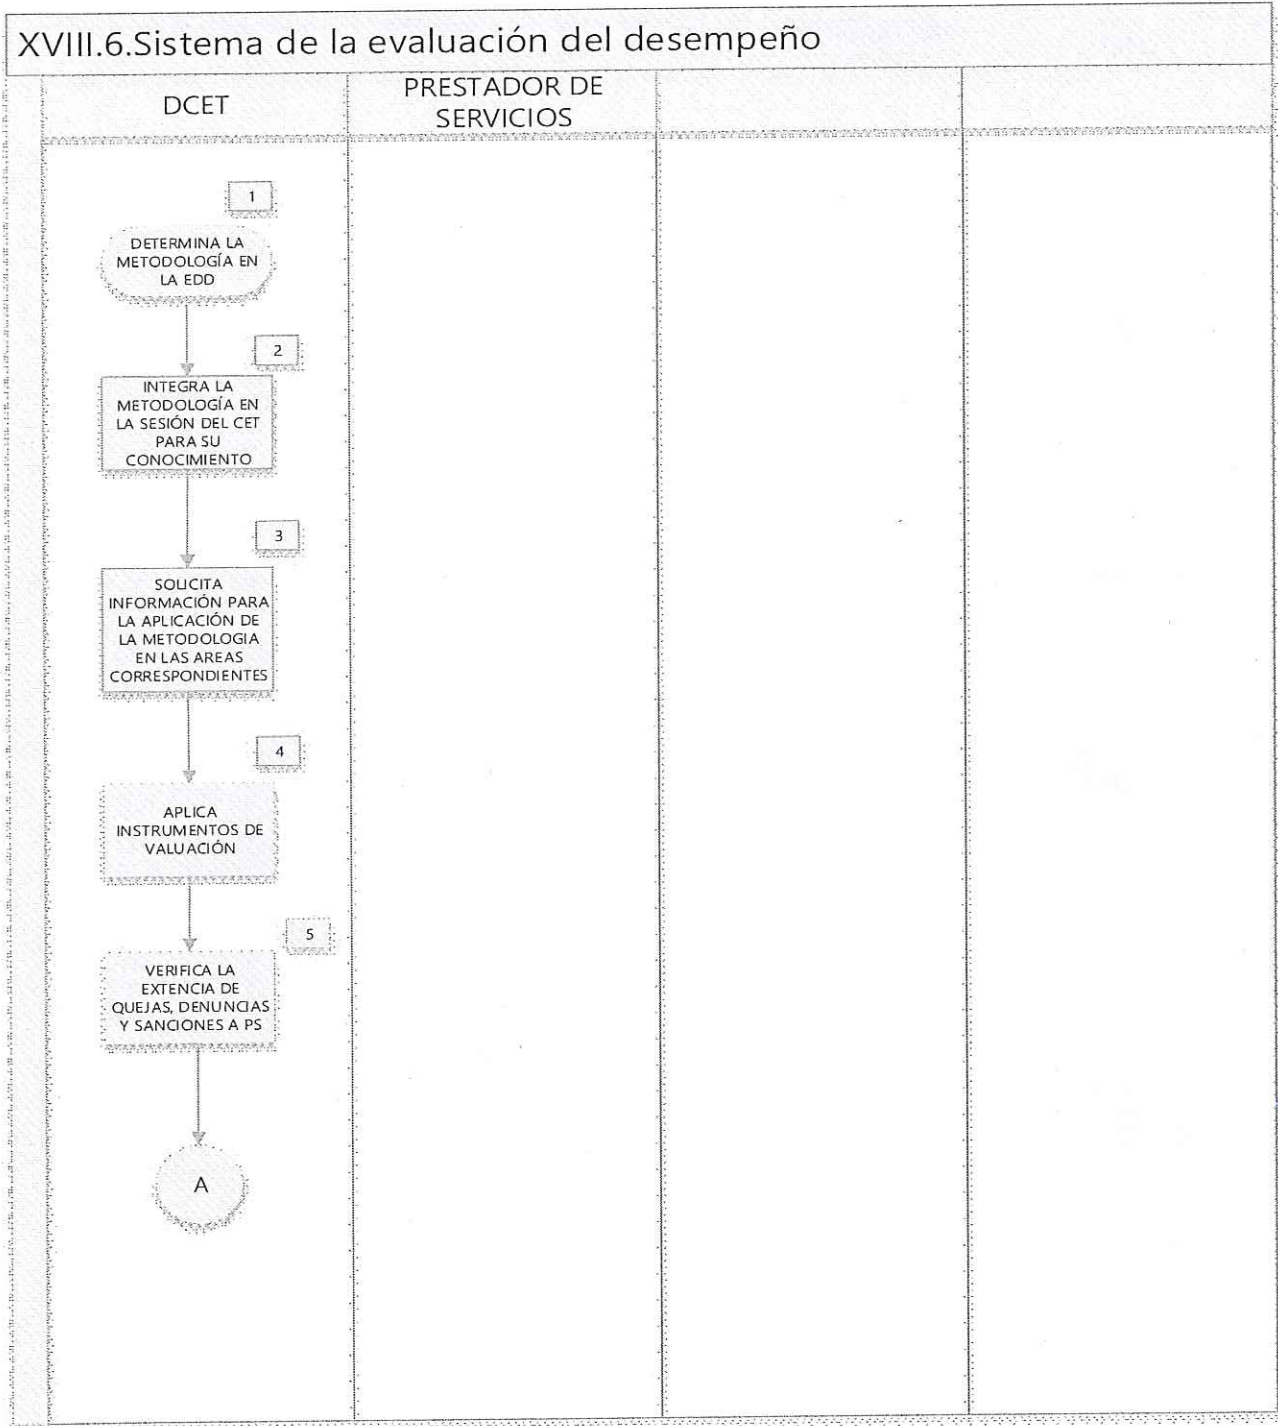 XVIII.6.Sistema de la evaluación del desempeño
DCET
PRESTADOR DE
SERVICIOS
1
DETERMINA LA
METODOLOGÍA EN
LA EDD
2
INTEGRA LA
METODOLOGÍA EN
LA SESIÓN DEL CET
PARA SU
CONOCIMIENTO
3
SOLICITA
INFORMACIÓN PARA
LA APLICACIÓN DE
LA METODOLOGIA
EN LAS AREAS
CORRESPONDIENTES
4
APLICA
INSTRUMENTOS DE
VALUACIÓN
5
VERIFICA LA
EXTENCIA DE
QUEJAS, DENUNCIAS
Y SANCIONES A PS
A